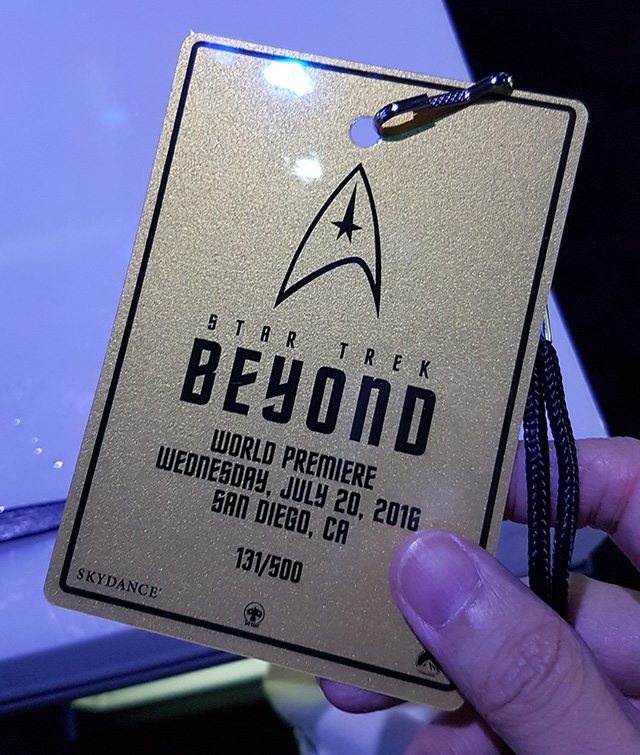 STAR TREK
BEYOND
WORLD PREMIERE
WEDNESDAY, JULY 20, 2016
SAN DIEGO, CA
131/500
SKYDANCE